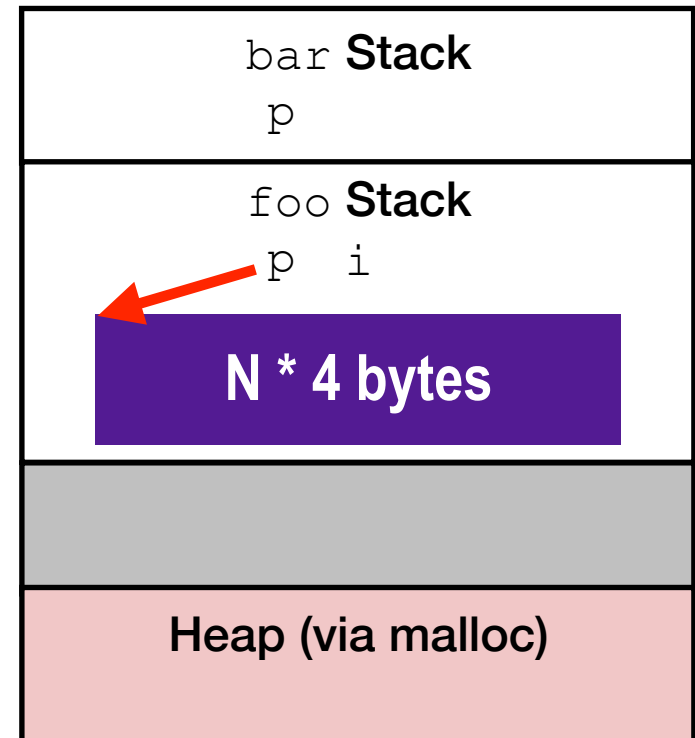 bar Stack
p
foo Stack
p i
N * 4 bytes
Heap (via malloc)